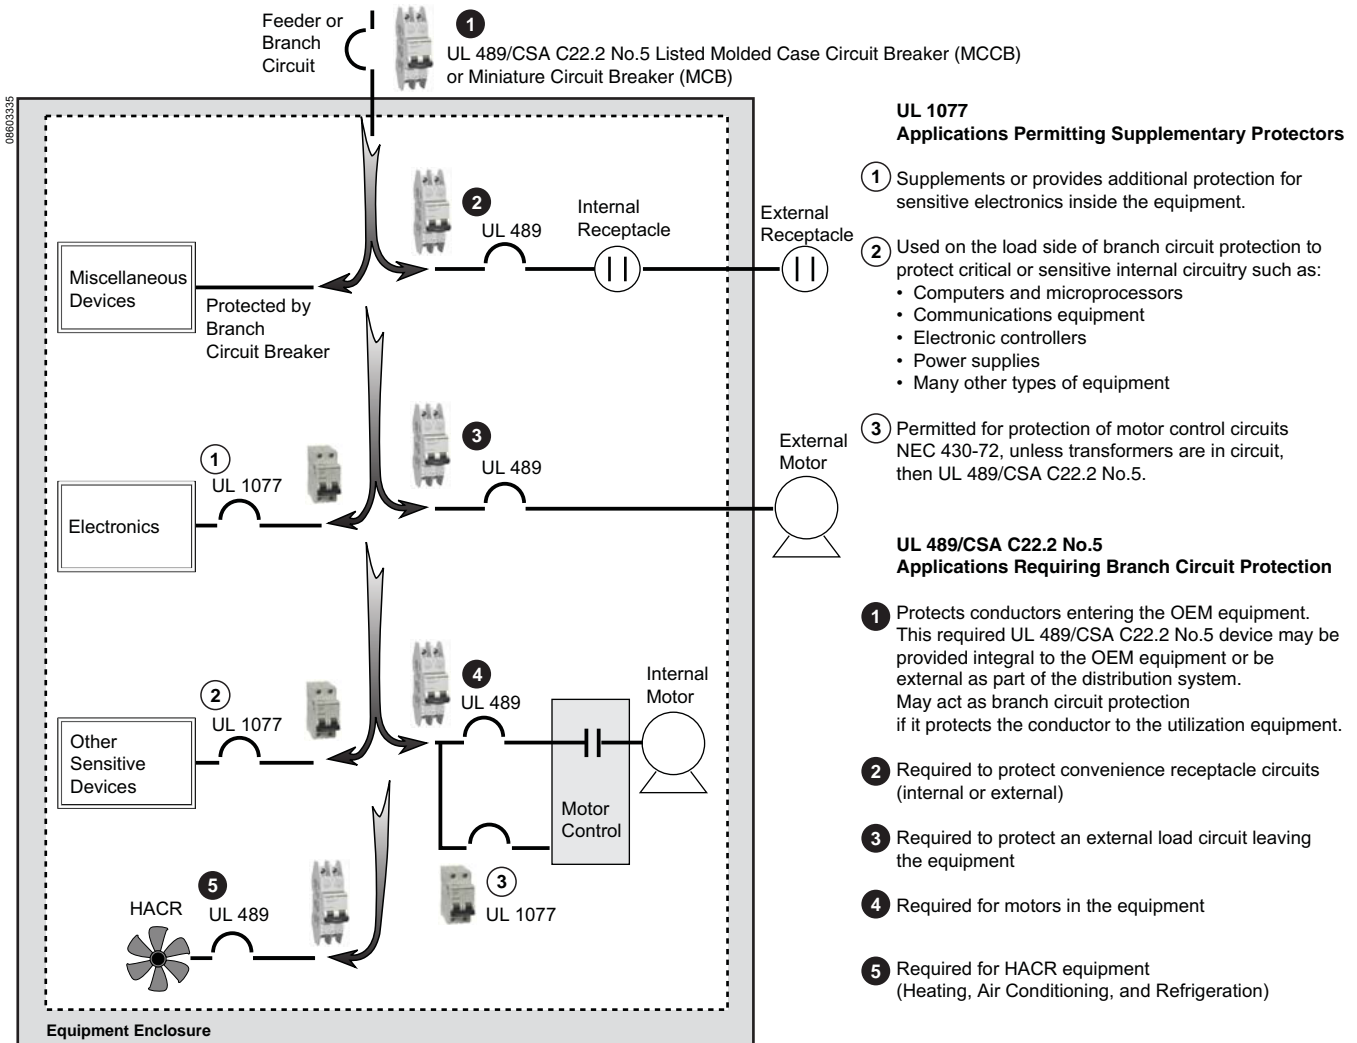 Feeder or
Branch
Circuit
1
UL 489/CSA C22.2 No.5 Listed Molded Case Circuit Breaker (MCCB)
or Miniature Circuit Breaker (MCB)
08603335
2
UL 489
Internal
Receptacle
External
Receptacle
Miscellaneous
Devices
Protected by
Branch
Circuit Breaker
3
UL 489
External
Motor
1
UL 1077
Electronics
4
UL 489
Internal
Motor
2
UL 1077
Other
Sensitive
Devices
Motor
Control
3
UL 1077
5
HACR
UL 489
Equipment Enclosure
UL 1077
Applications Permitting Supplementary Protectors
1 Supplements or provides additional protection for
sensitive electronics inside the equipment.
2 Used on the load side of branch circuit protection to
protect critical or sensitive internal circuitry such as:
• Computers and microprocessors
• Communications equipment
• Electronic controllers
• Power supplies
• Many other types of equipment
3 Permitted for protection of motor control circuits
NEC 430-72, unless transformers are in circuit,
then UL 489/CSA C22.2 No.5.
UL 489/CSA C22.2 No.5
Applications Requiring Branch Circuit Protection
1 Protects conductors entering the OEM equipment.
This required UL 489/CSA C22.2 No.5 device may be
provided integral to the OEM equipment or be
external as part of the distribution system.
May act as branch circuit protection
if it protects the conductor to the utilization equipment.
2 Required to protect convenience receptacle circuits
(internal or external)
3 Required to protect an external load circuit leaving
the equipment
4 Required for motors in the equipment
5 Required for HACR equipment
(Heating, Air Conditioning, and Refrigeration)